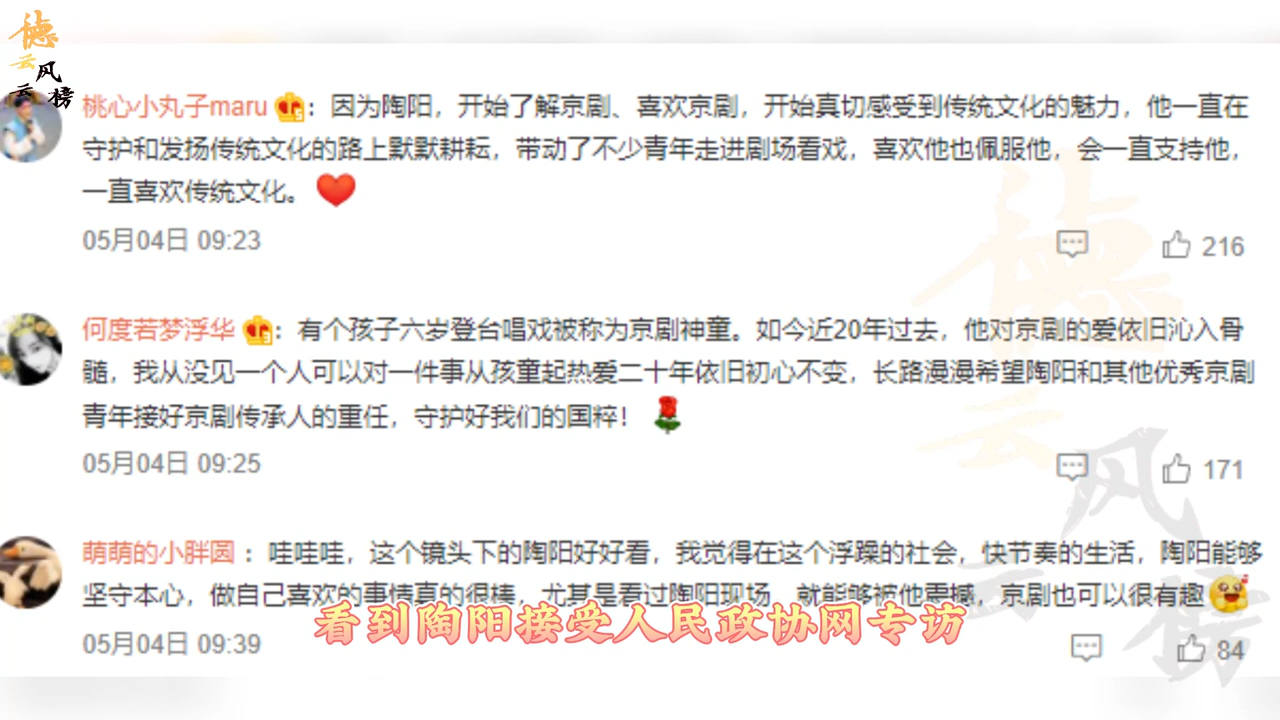 德
云
风
云
榜
桃心小丸子maru：因为陶阳，开始了解京剧、喜欢京剧，开始真切感受到传统文化的魅力，他一直在
守护和发扬传统文化的路上默默耕耘，带动了不少青年走进剧场看戏，喜欢他也佩服他，会一直支持他，
一直喜欢传统文化。
05月04日 09:23
216
何度若梦浮华：有个孩子六岁登台唱戏被称为京剧神童。如今近20年过去，他对京剧的爱依旧沁入骨
髓，我从没见一个人可以对一件事从孩童起热爱二十年依旧初心不变，长路漫漫希望陶阳和其他优秀京剧
青年接好京剧传承人的重任，守护好我们的国粹！
05月04日 09:25
171
萌萌的小胖圆：哇哇哇，这个镜头下的陶阳好好看，我觉得在这个浮躁的社会，快节奏的生活，陶阳能够
坚守本心，做自己喜欢的事情真的很棒，尤其是看过陶阳现场，就能够被他震撼，京剧也可以很有趣
看到陶阳接受人民政协网专访
05月04日 09:39
84
德
云
风
云
榜